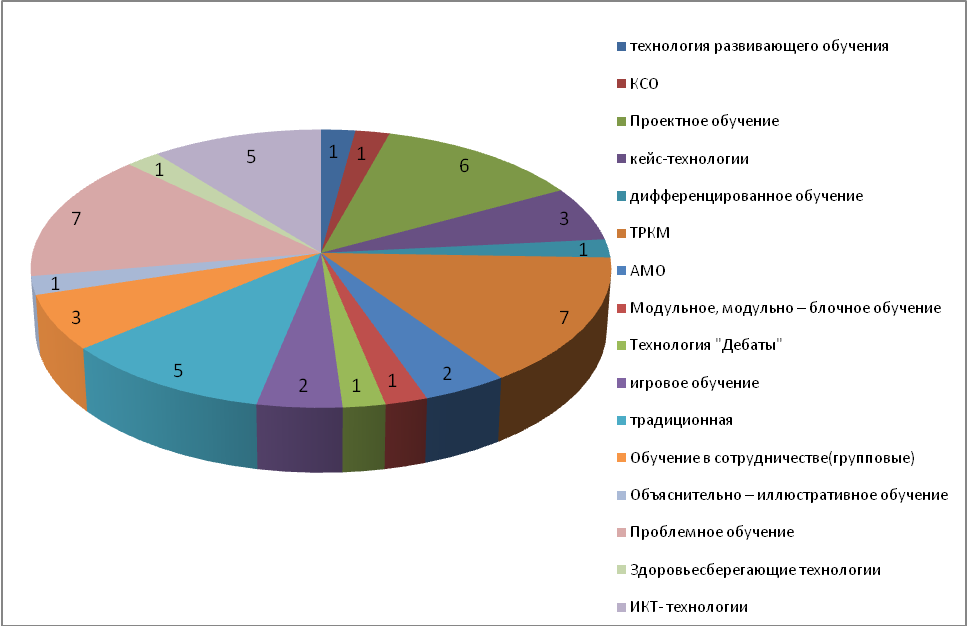 технология развивающего обучения
КСО
Проектное обучение
кейс-технологии
дифференцированное обучение
ТРКМ
АМО
Модульное, модульно – блочное обучение
Технология "Дебаты"
игровое обучение
традиционная
Обучение в сотрудничестве(групповые)
Объяснительно – иллюстративное обучение
Проблемное обучение
Здоровьесберегающие технологии
ИКТ- технологии
1
1
6
3
1
7
2
1
1
2
5
3
1
7
1
5